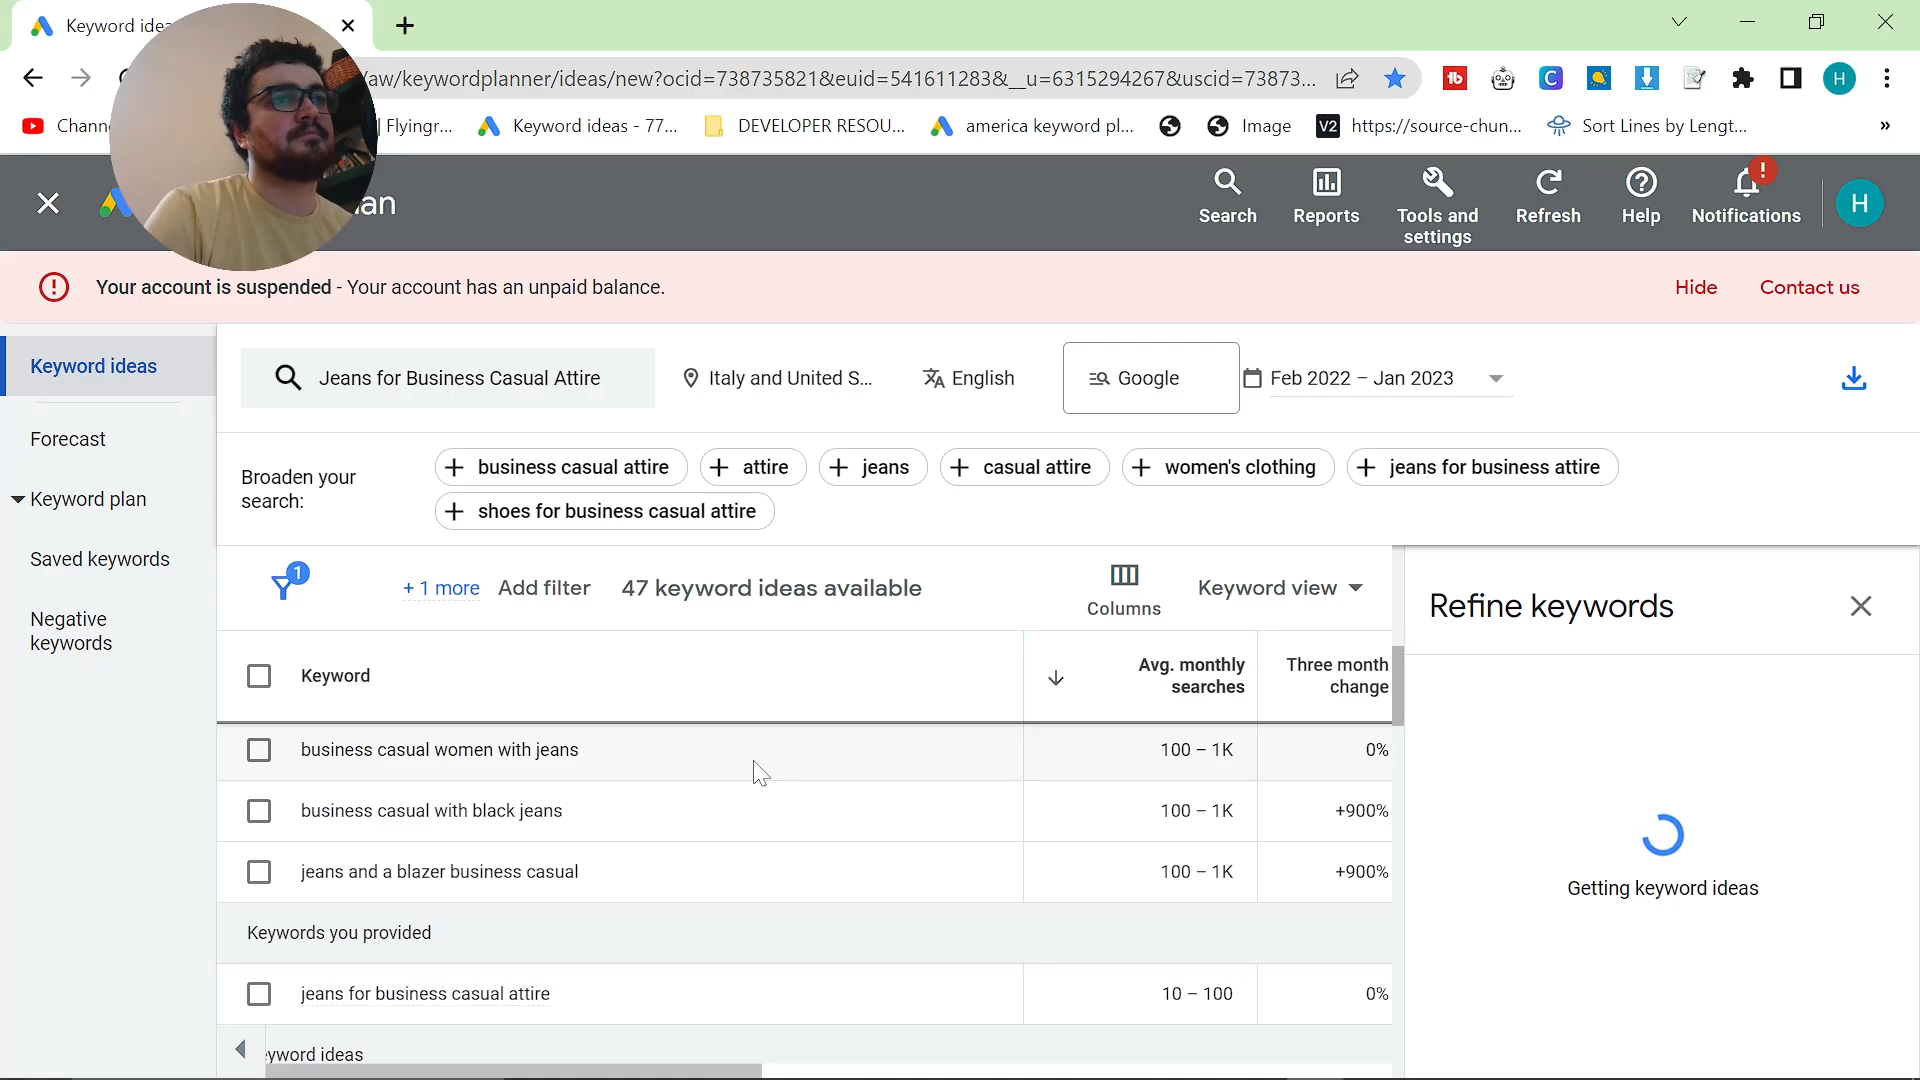 Keyword idea
/aw/keywordplanner/ideas/new?ocid=738735821&euid=541611283&__u=6315294267&uscid=73873...
H
Chann
| Flyingr...
Keyword ideas - 77...
DEVELOPER RESOU...
america keyword pl...
Image
V2
https://source-chun...
Sort Lines by Lengt...
»
Search
Reports
Tools and
settings
Refresh
Help
Notifications
H
Your account is suspended - Your account has an unpaid balance.
Hide
Contact us
Keyword ideas
Forecast
Keyword plan
Saved keywords
Negative
keywords
Jeans for Business Casual Attire
Italy and United S...
English
Google
Feb 2022 – Jan 2023
Broaden your
search:
business casual attire
attire
jeans
casual attire
women's clothing
jeans for business attire
shoes for business casual attire
1
+ 1 more
Add filter
47 keyword ideas available
Columns
Keyword view
Refine keywords
Keyword
Avg. monthly
searches
Three month
change
business casual women with jeans
100 – 1K
0%
business casual with black jeans
100 – 1K
+900%
jeans and a blazer business casual
100 – 1K
+900%
Getting keyword ideas
Keywords you provided
jeans for business casual attire
10 – 100
0%
eyword ideas